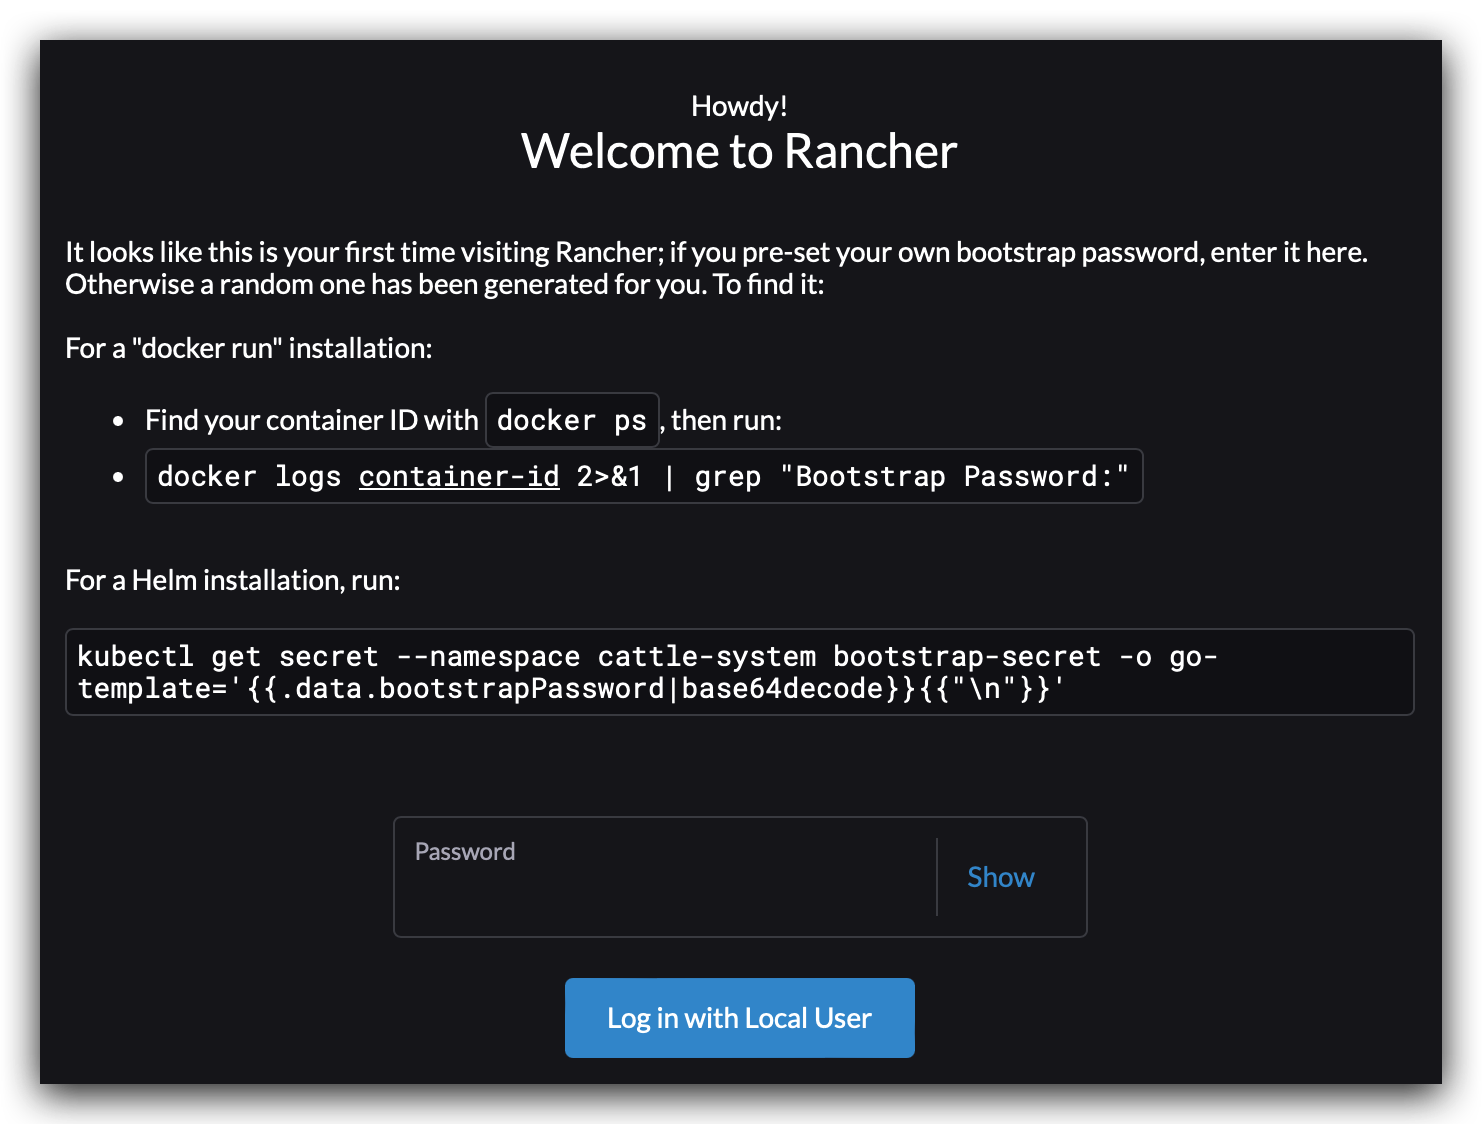 Howdy!
Welcome to Rancher
It looks like this is your first time visiting Rancher; if you pre-set your own bootstrap password, enter it here.
Otherwise a random one has been generated for you. To find it:
For a "docker run" installation:
• Find your container ID with docker ps, then run:
• docker logs container-id 2>&1 | grep "Bootstrap Password:"
For a Helm installation, run:
kubectl get secret --namespace cattle-system bootstrap-secret -o go-
template='{{.data.bootstrapPassword|base64decode}}{{"\n"}}'
Password
Show
Log in with Local User